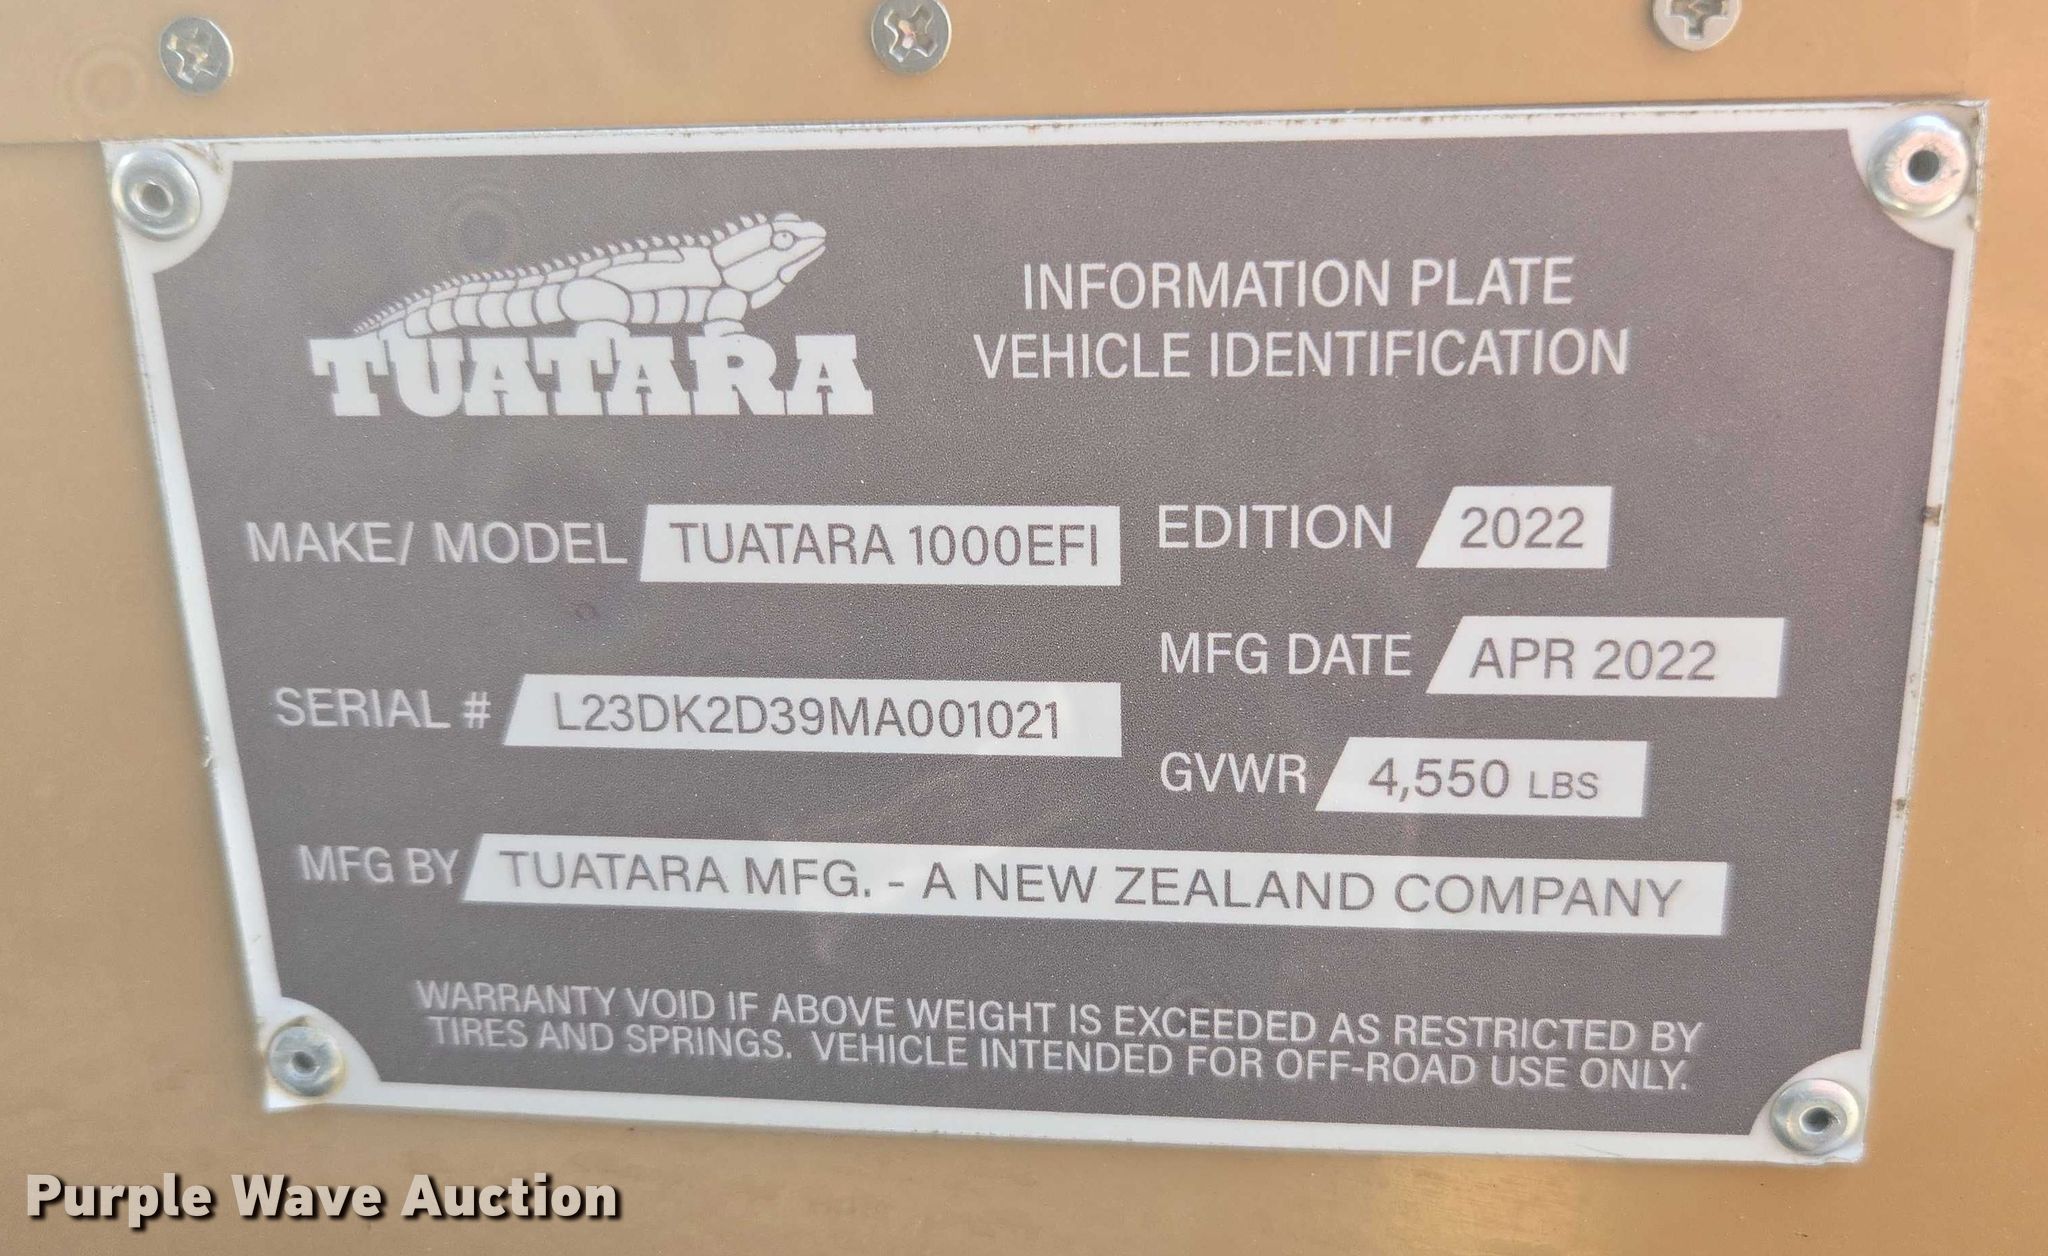 TUATARA
INFORMATION PLATE
VEHICLE IDENTIFICATION
MAKE/ MODEL TUATARA 1000EFI
EDITION 2022
SERIAL # L23DK2D39MA001021
MFG DATE APR 2022
GVWR 4,550 LBS
MFG BY TUATARA MFG. - A NEW ZEALAND COMPANY
WARRANTY VOID IF ABOVE WEIGHT IS EXCEEDED AS RESTRICTED BY
TIRES AND SPRINGS. VEHICLE INTENDED FOR OFF-ROAD USE ONLY.
Purple Wave Auction